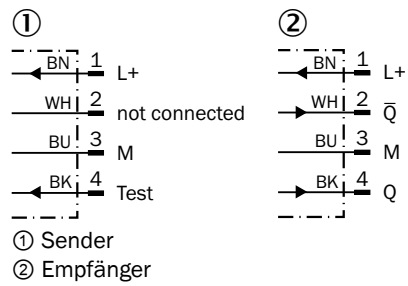 ① ②
BN 1 L+
WH 2 not connected
BU 3 M
BK 4 Test
BN 1 L+
WH 2 Q̅
BU 3 M
BK 4 Q
① Sender
② Empfänger